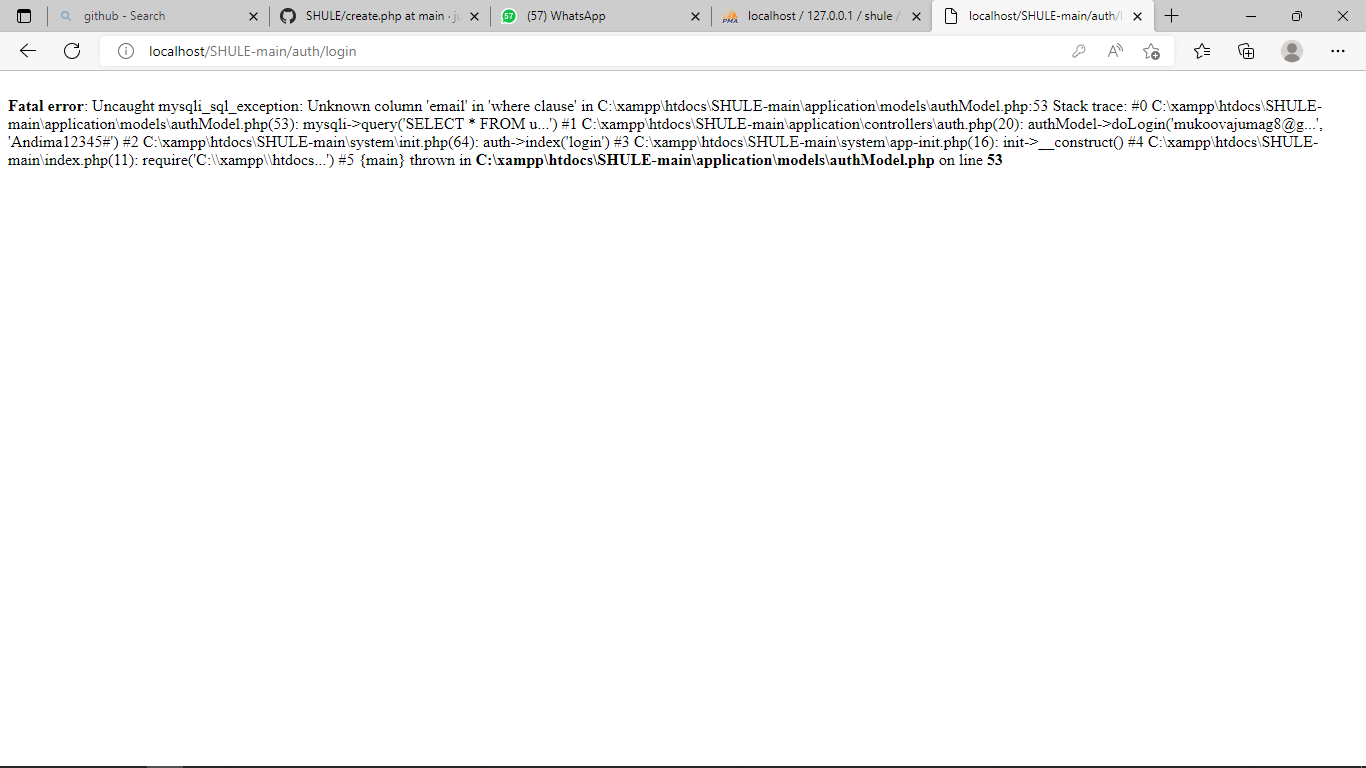 github - Search
SHULE/create.php at main · ju
57
(57) WhatsApp
PMA
localhost / 127.0.0.1 / shule /
localhost/SHULE-main/auth/l
localhost/SHULE-main/auth/login
Fatal error: Uncaught mysqli_sql_exception: Unknown column 'email' in 'where clause' in C:\xampp\htdocs\SHULE-main\application\models\authModel.php:53 Stack trace: #0 C:\xampp\htdocs\SHULE-
main\application\models\authModel.php(53): mysqli->query('SELECT * FROM u...') #1 C:\xampp\htdocs\SHULE-main\application\controllers\auth.php(20): authModel->doLogin('mukoovajumag8@g...',
'Andima12345#') #2 C:\xampp\htdocs\SHULE-main\system\init.php(64): auth->index('login') #3 C:\xampp\htdocs\SHULE-main\system\app-init.php(16): init->__construct() #4 C:\xampp\htdocs\SHULE-
main\index.php(11): require('C:\\xampp\\htdocs...') #5 {main} thrown in C:\xampp\htdocs\SHULE-main\application\models\authModel.php on line 53